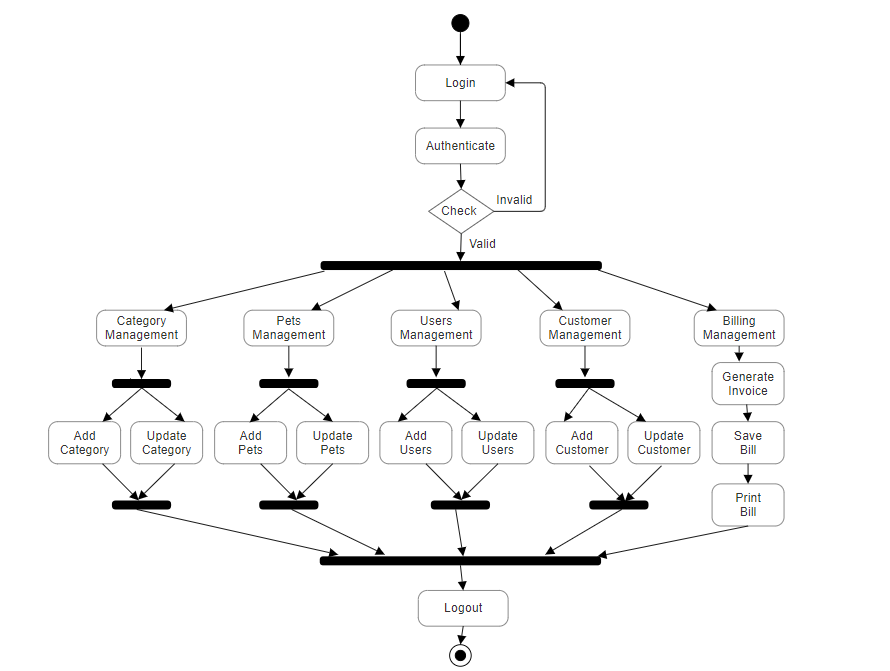 Login
Authenticate
Check
Invalid
Valid
Category
Management
Pets
Management
Users
Management
Customer
Management
Billing
Management
Generate
Invoice
Add
Category
Update
Category
Add
Pets
Update
Pets
Add
Users
Update
Users
Add
Customer
Update
Customer
Save
Bill
Print
Bill
Logout